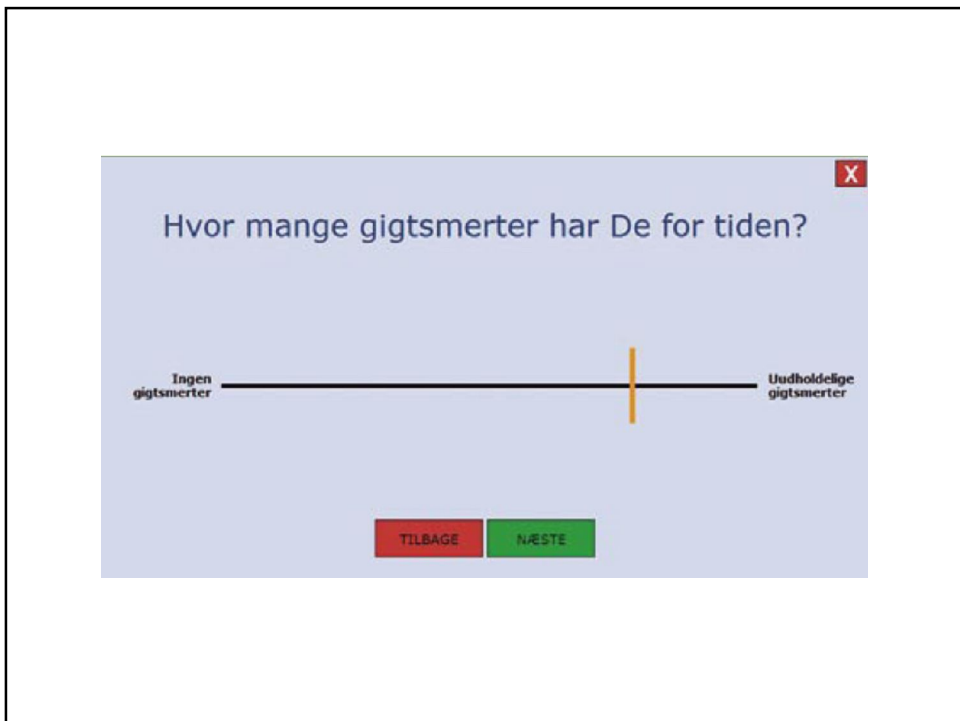 X
Hvor mange gigtsmerter har De for tiden?
Ingen
gigtsmerter
Uudholdelige
gigtsmerter
TILBAGE
NÆSTE